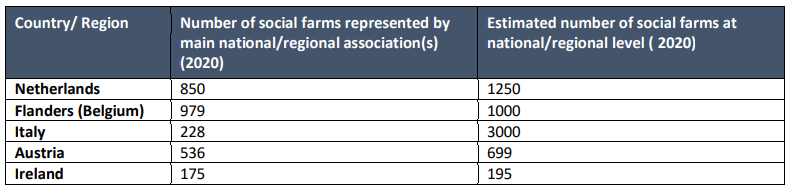 Country/ Region
Number of social farms represented by
main national/regional association(s)
(2020)
Estimated number of social farms at
national/regional level ( 2020)
Netherlands 850 1250
Flanders (Belgium) 979 1000
Italy 228 3000
Austria 536 699
Ireland 175 195